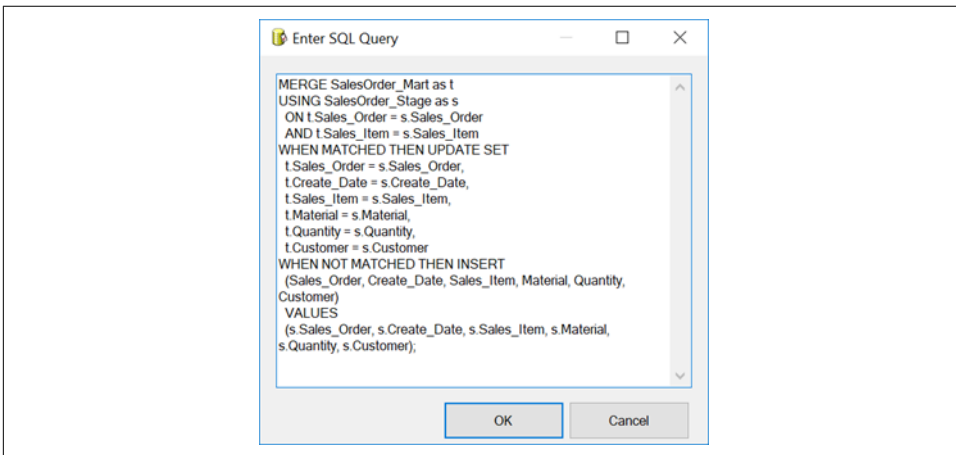 Enter SQL Query
MERGE SalesOrder_Mart as t
USING SalesOrder_Stage as s
ON t.Sales_Order = s.Sales_Order
AND t.Sales_Item = s.Sales_Item
WHEN MATCHED THEN UPDATE SET
t.Sales_Order = s.Sales_Order,
t.Create_Date = s.Create_Date,
t.Sales_Item = s.Sales_Item,
t.Material = s.Material,
t.Quantity = s.Quantity,
t.Customer = s.Customer
WHEN NOT MATCHED THEN INSERT
(Sales_Order, Create_Date, Sales_Item, Material, Quantity,
Customer)
VALUES
(s.Sales_Order, s.Create_Date, s.Sales_Item, s.Material,
s.Quantity, s.Customer);
OK Cancel